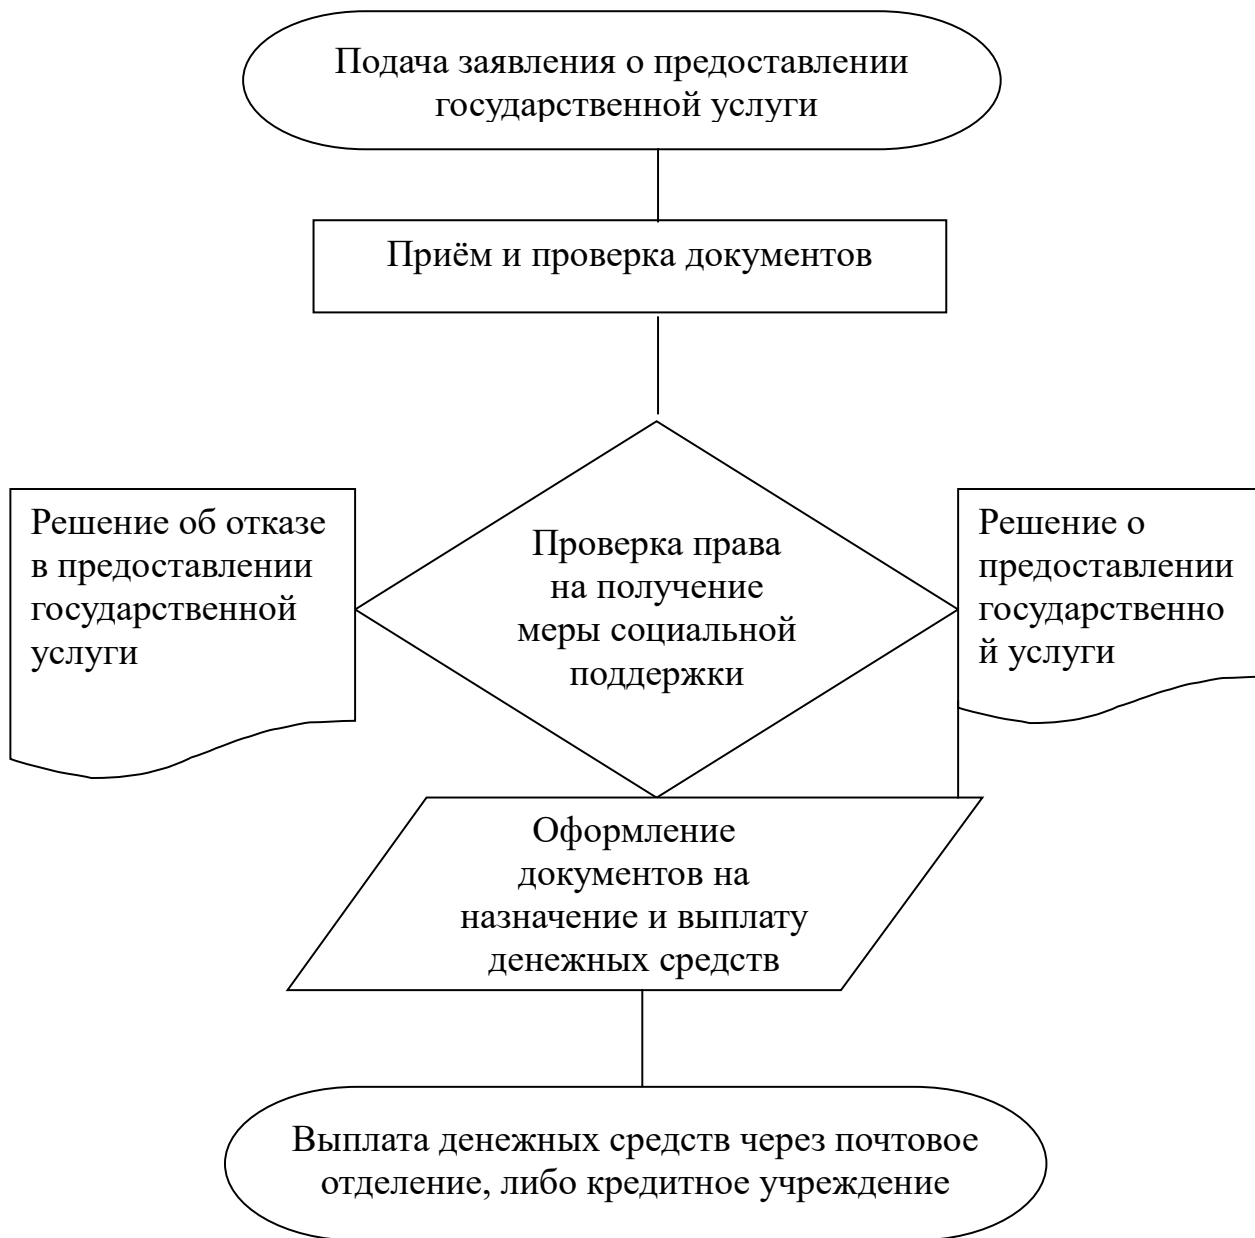 Подача заявления о предоставлении
государственной услуги
Приём и проверка документов
Решение об отказе
в предоставлении
государственной
услуги
Проверка права
на получение
меры социальной
поддержки
Решение о
предоставлении
государственно
й услуги
Оформление
документов на
назначение и выплату
денежных средств
Выплата денежных средств через почтовое
отделение, либо кредитное учреждение